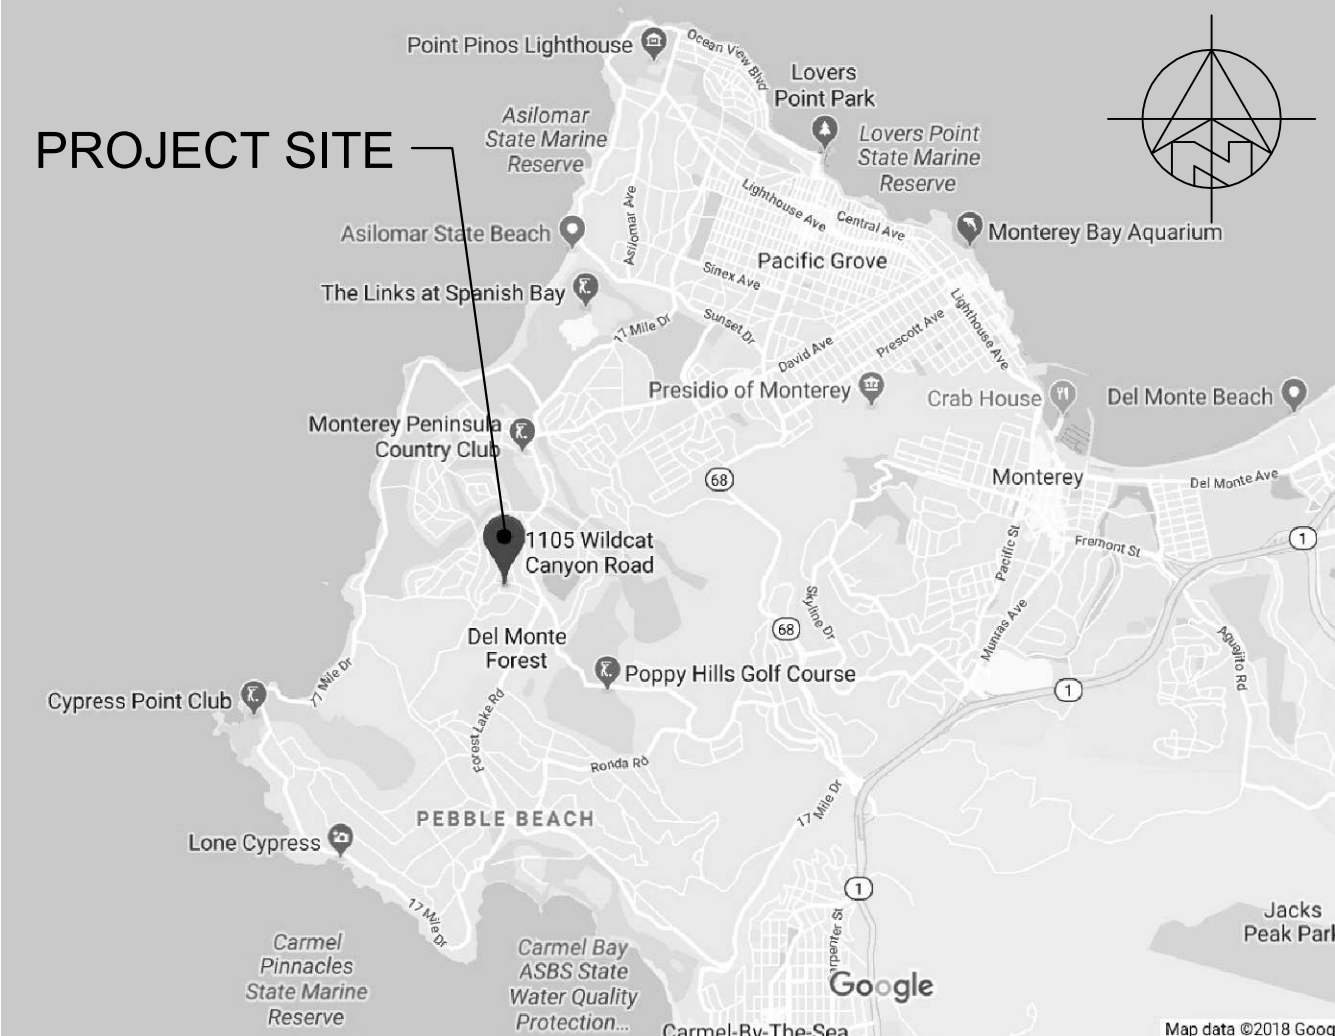 Point Pinos Lighthouse
Ocean View Blvd
Lovers
Point Park
Asilomar
State Marine
Reserve
PROJECT SITE
Lovers Point
State Marine
Reserve
N
Lighthouse Ave
Asilomar Ave
Central Ave
Asilomar State Beach
Monterey Bay Aquarium
Pacific Grove
Sinex Ave
The Links at Spanish Bay
17 Mile Dr
Sunset Dr
Lighthouse Ave
Prescott Ave
David Ave
Presidio of Monterey
Crab House
Del Monte Beach
Monterey Peninsula
Country Club
68
Monterey
Del Monte Ave
1105 Wildcat
Canyon Road
Pacific St
Fremont St
1
Skyline Dr
68
Munras Ave
Aguajito Rd
Del Monte
Forest
Poppy Hills Golf Course
17 Mile Dr
Cypress Point Club
1
Forest Lake Rd
Ronda Rd
17 Mile Dr
PEBBLE BEACH
Lone Cypress
1
17 Mile Dr
Jacks
Peak Park
Carmel
Pinnacles
State Marine
Reserve
Carmel Bay
ASBS State
Water Quality
Protection...
rpenter St
Google
Carmel-By-The-Sea
Map data ©2018 Goog